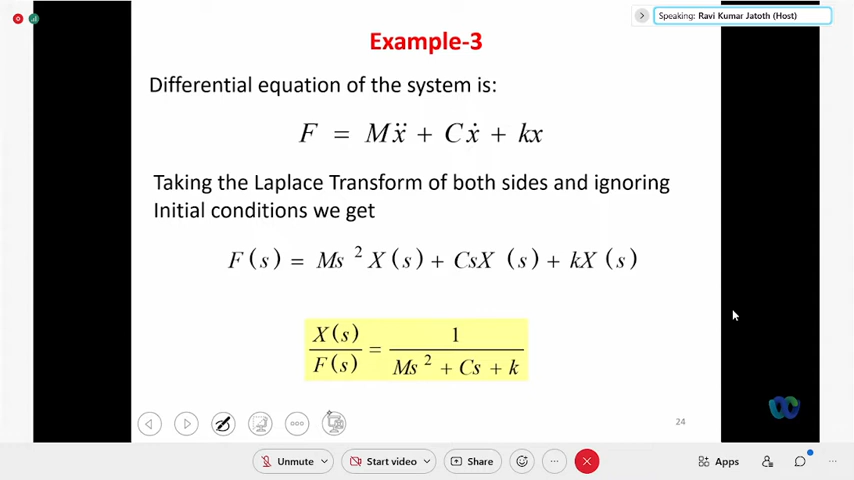 Speaking: Ravi Kumar Jatoth (Host)
Example-3
Differential equation of the system is:
F = Mẍ + Cẋ + kx
Taking the Laplace Transform of both sides and ignoring
Initial conditions we get
F(s) = Ms² X(s) + CsX (s) + kX (s)
X(s)/F(s) = 1/(Ms² + Cs + k)
24
Unmute
Start video
Share
Apps